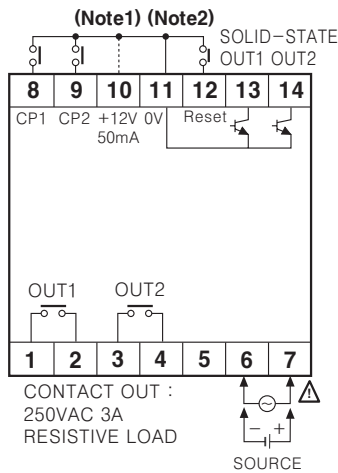 (Note1) (Note2)
SOLID-STATE
OUT1 OUT2
8 9 10 11 12 13 14
CP1 CP2 +12V 0V Reset
50mA
OUT1 OUT2
1 2 3 4 5 6 7
CONTACT OUT :
250VAC 3A
RESISTIVE LOAD
− +
SOURCE